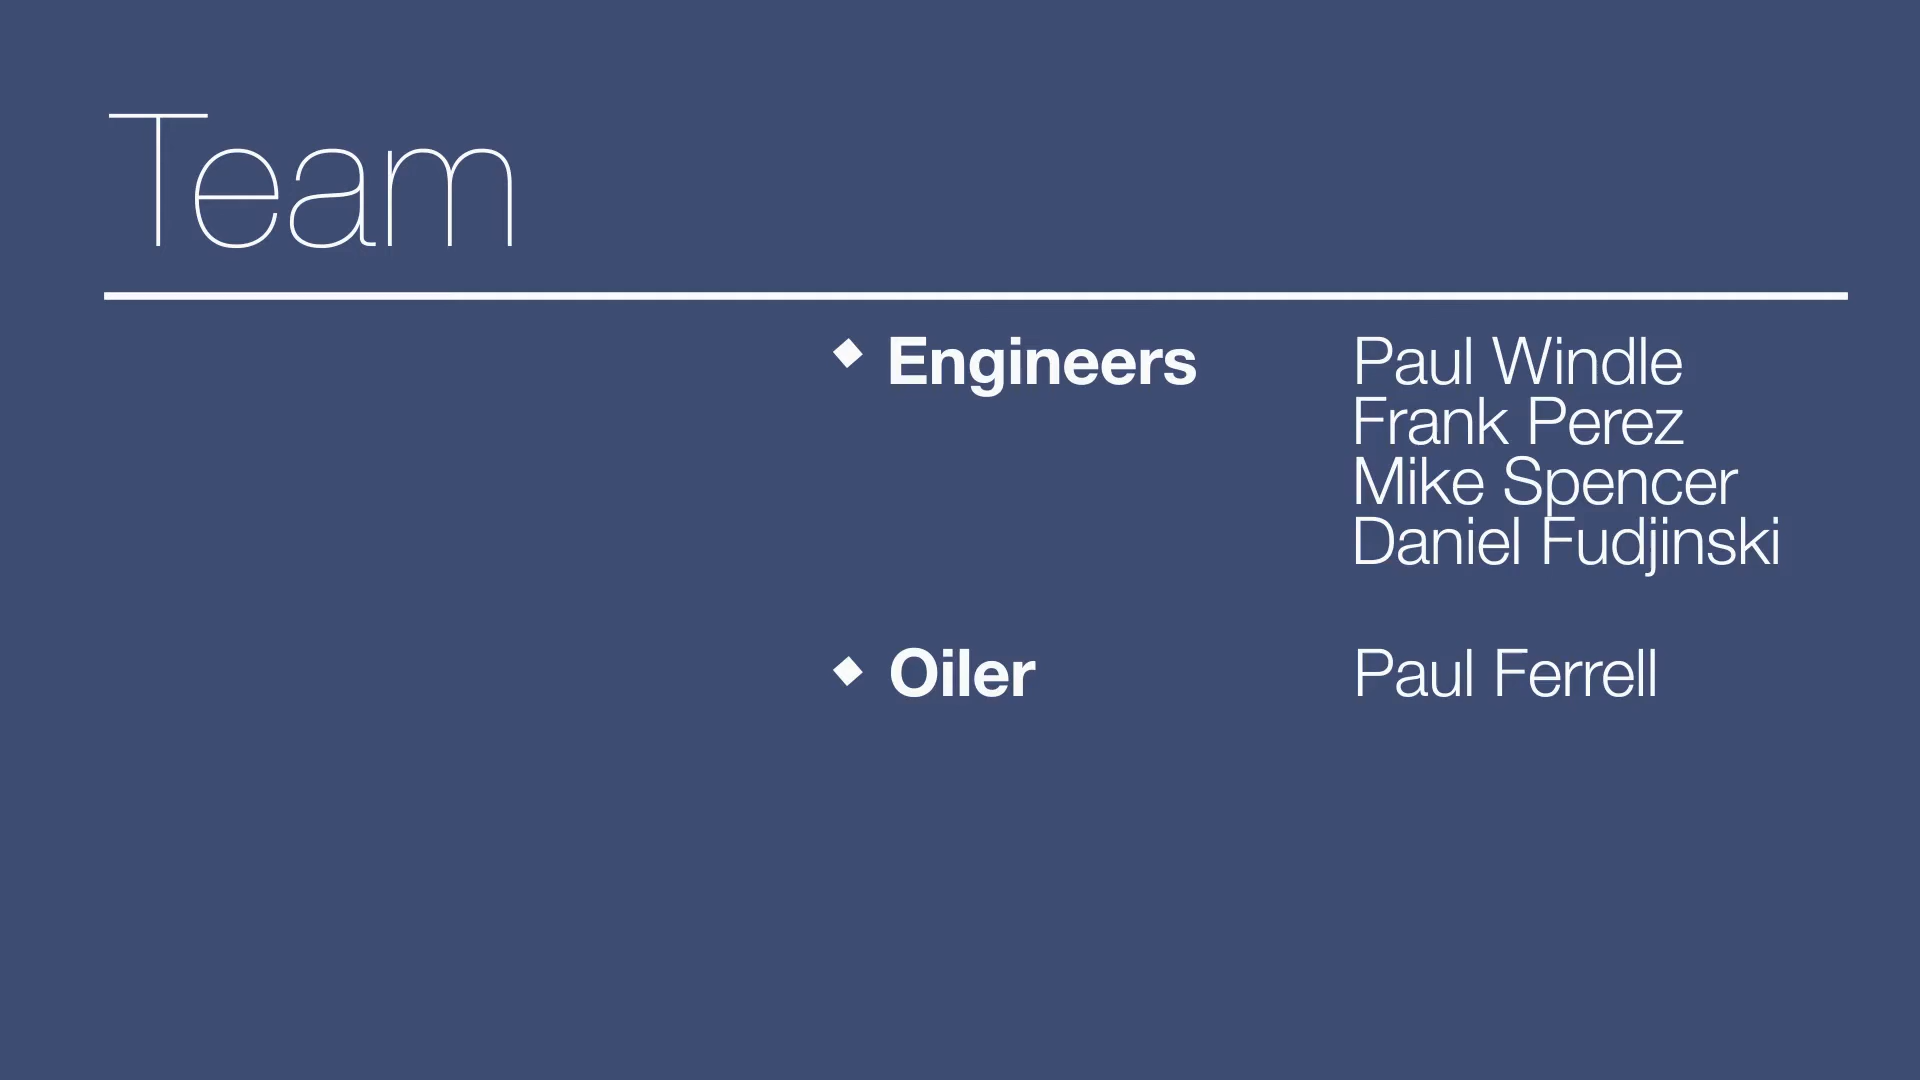 Team
◆ Engineers Paul Windle
Frank Perez
Mike Spencer
Daniel Fudjinski
◆ Oiler Paul Ferrell